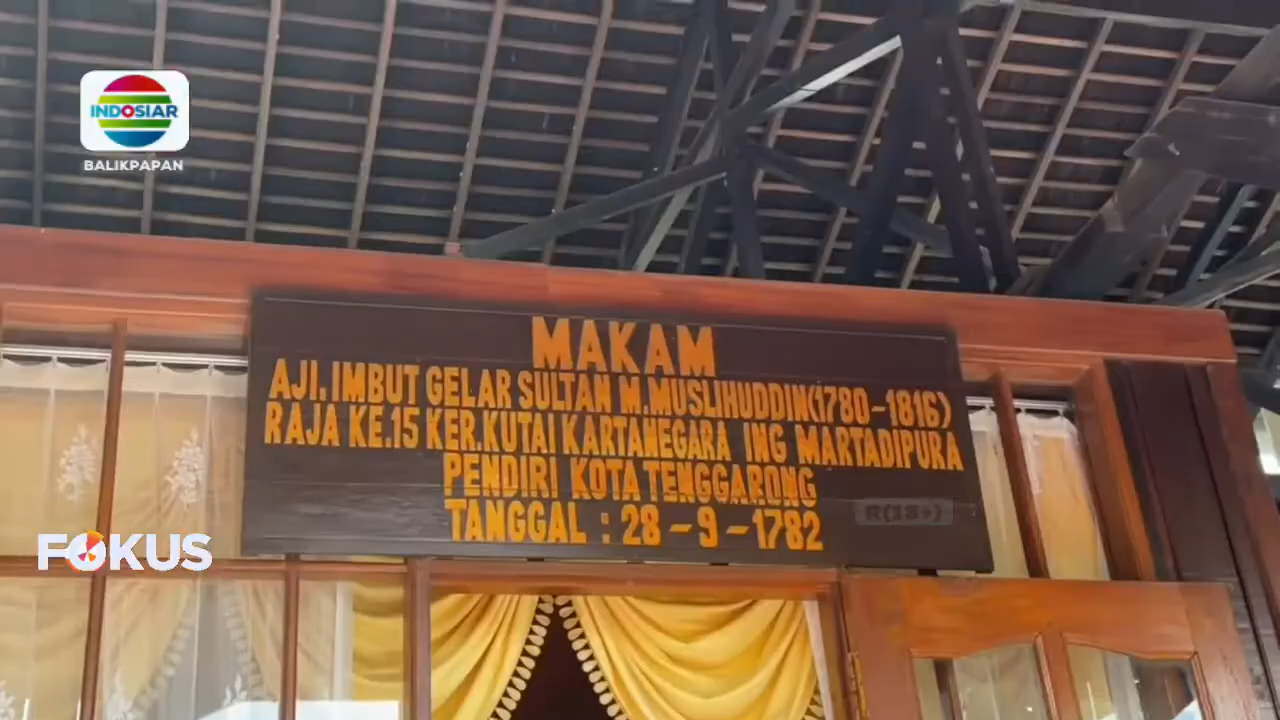 INDOSIAR
BALIKPAPAN
MAKAM
AJI. IMBUT GELAR SULTAN M. MUSLIHUDDIN (1780-1816)
RAJA KE.15 KER. KUTAI KARTANEGARA ING MARTADIPURA
PENDIRI KOTA TENGGARONG
TANGGAL : 28 - 9 - 1782
R(13+)
FOKUS